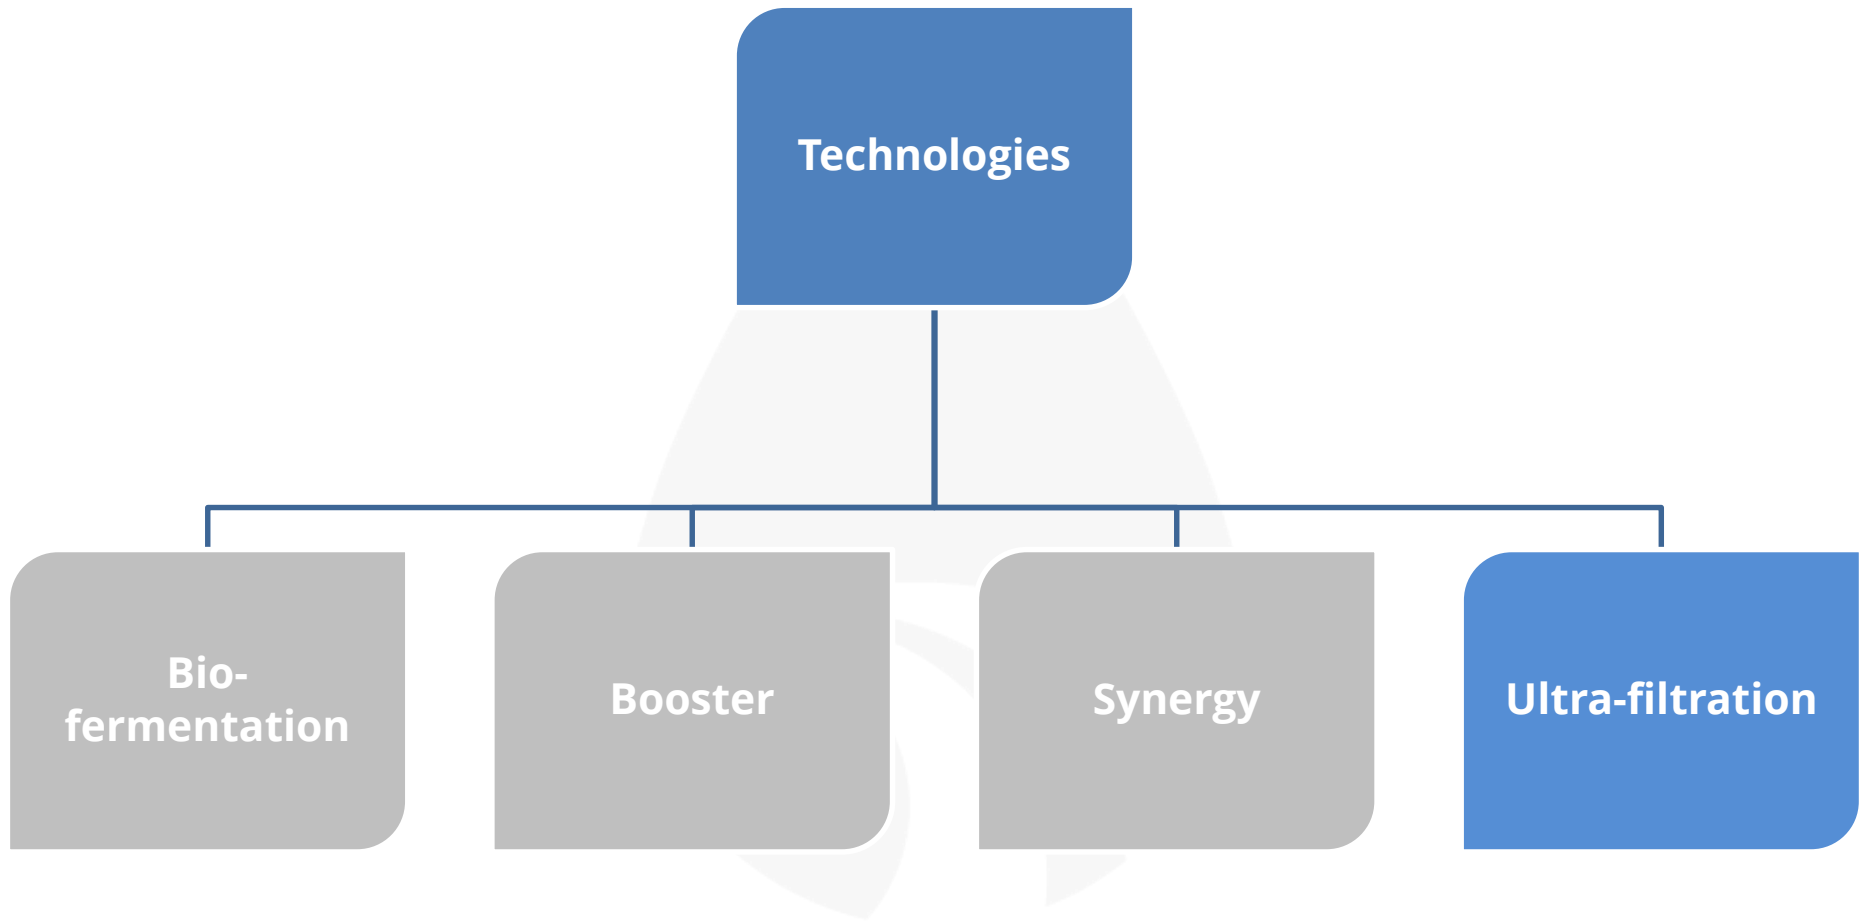 Technologies
Bio-
fermentation
Booster
Synergy
Ultra-filtration